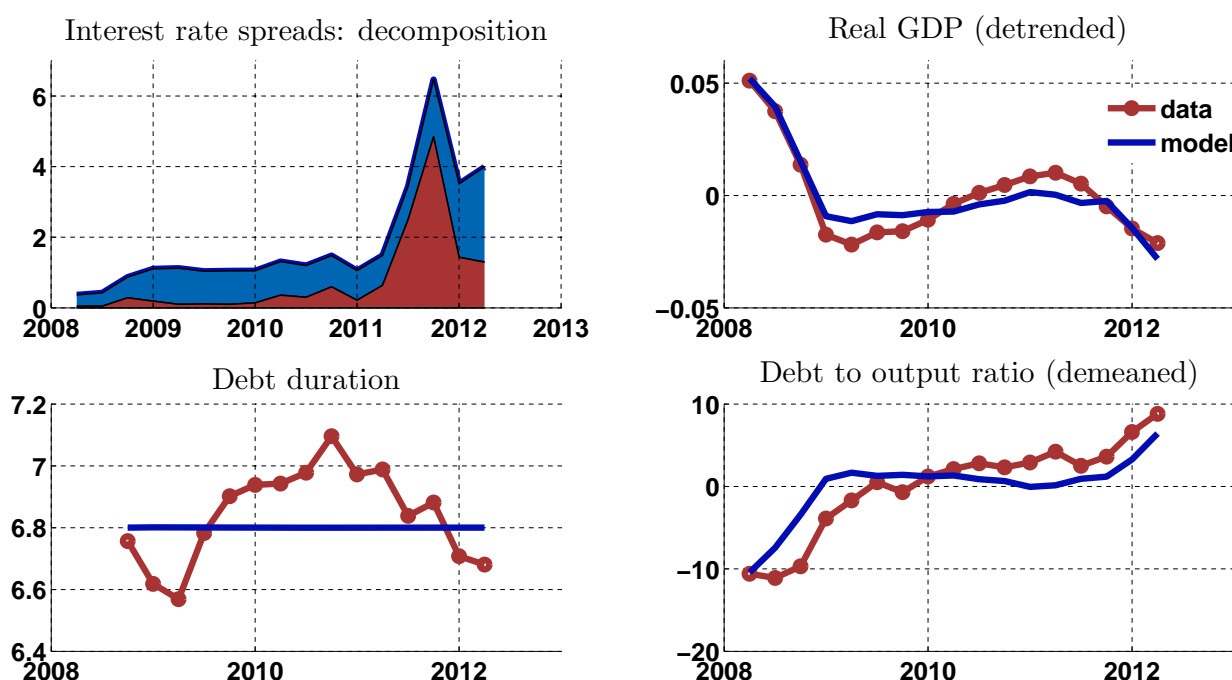 Interest rate spreads: decomposition
6
4
2
0
2008 2009 2010 2011 2012 2013
Real GDP (detrended)
0.05
0
−0.05
2008 2010 2012
data
model
Debt duration
7.2
7
6.8
6.6
6.4
2008 2010 2012
Debt to output ratio (demeaned)
10
0
−10
−20
2008 2010 2012